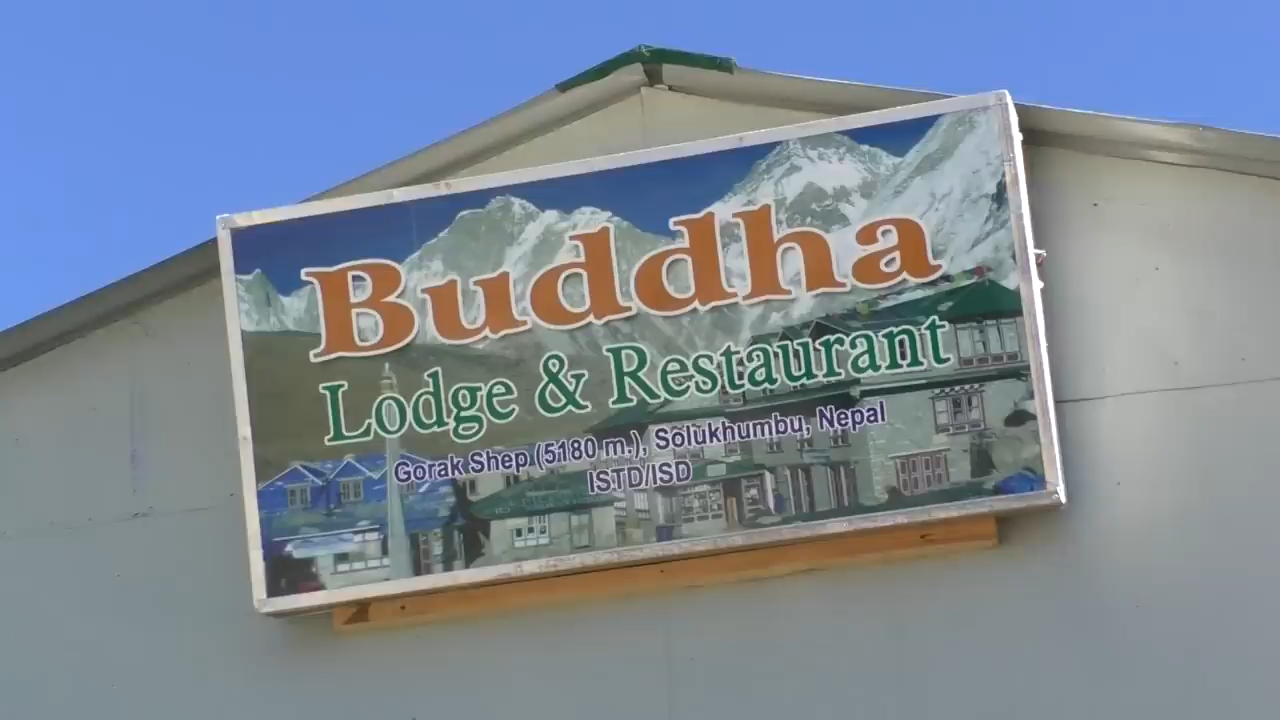 Buddha
Lodge & Restaurant
Gorak Shep (5180 m.), Solukhumbu, Nepal
ISTD/ISD